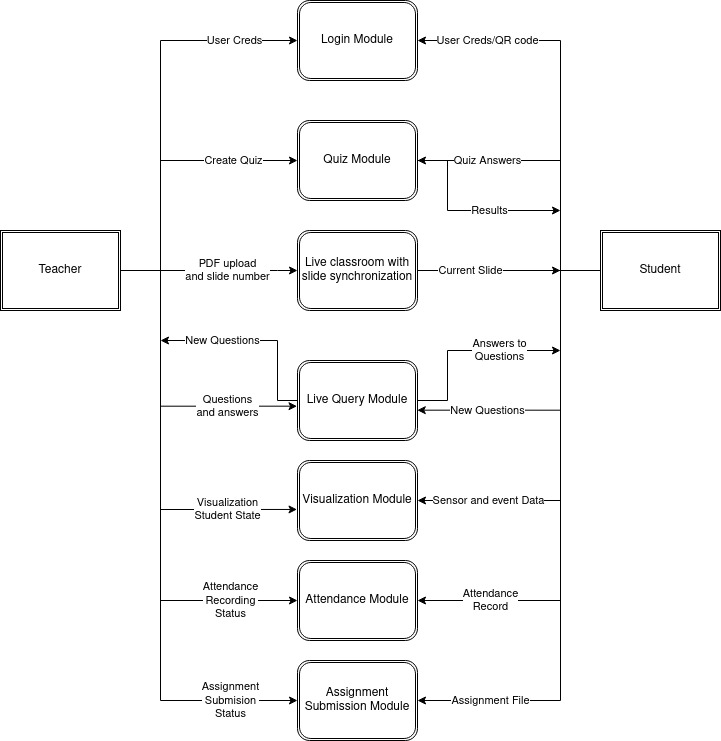 User Creds
Login Module
User Creds/QR code
Create Quiz
Quiz Module
Quiz Answers
Results
Teacher
PDF upload
and slide number
Live classroom with
slide synchronization
Current Slide
Student
New Questions
Answers to
Questions
Questions
and answers
Live Query Module
New Questions
Visualization
Student State
Visualization Module
Sensor and event Data
Attendance
Recording
Status
Attendance Module
Attendance
Record
Assignment
Submision
Status
Assignment
Submission Module
Assignment File